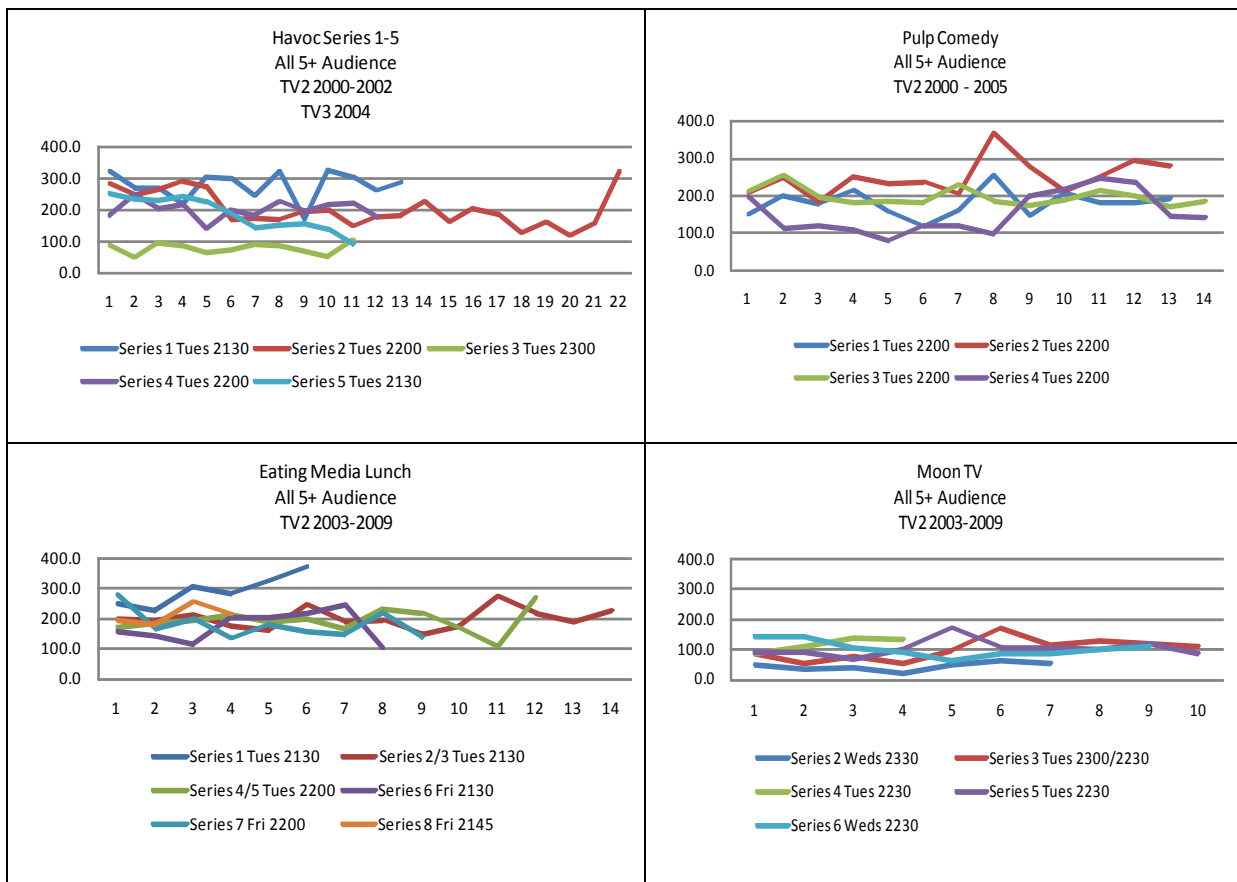 Havoc Series 1-5
All 5+ Audience
TV2 2000-2002
TV3 2004
400.0
300.0
200.0
100.0
0.0
1 2 3 4 5 6 7 8 9 10 11 12 13 14 15 16 17 18 19 20 21 22
Series 1 Tues 2130 Series 2 Tues 2200 Series 3 Tues 2300
Series 4 Tues 2200 Series 5 Tues 2130
Pulp Comedy
All 5+ Audience
TV2 2000 - 2005
400.0
300.0
200.0
100.0
0.0
1 2 3 4 5 6 7 8 9 10 11 12 13 14
Series 1 Tues 2200 Series 2 Tues 2200
Series 3 Tues 2200 Series 4 Tues 2200
Eating Media Lunch
All 5+ Audience
TV2 2003-2009
400.0
300.0
200.0
100.0
0.0
1 2 3 4 5 6 7 8 9 10 11 12 13 14
Series 1 Tues 2130 Series 2/3 Tues 2130
Series 4/5 Tues 2200 Series 6 Fri 2130
Series 7 Fri 2200 Series 8 Fri 2145
Moon TV
All 5+ Audience
TV2 2003-2009
400.0
300.0
200.0
100.0
0.0
1 2 3 4 5 6 7 8 9 10
Series 2 Weds 2330 Series 3 Tues 2300/2230
Series 4 Tues 2230 Series 5 Tues 2230
Series 6 Weds 2230